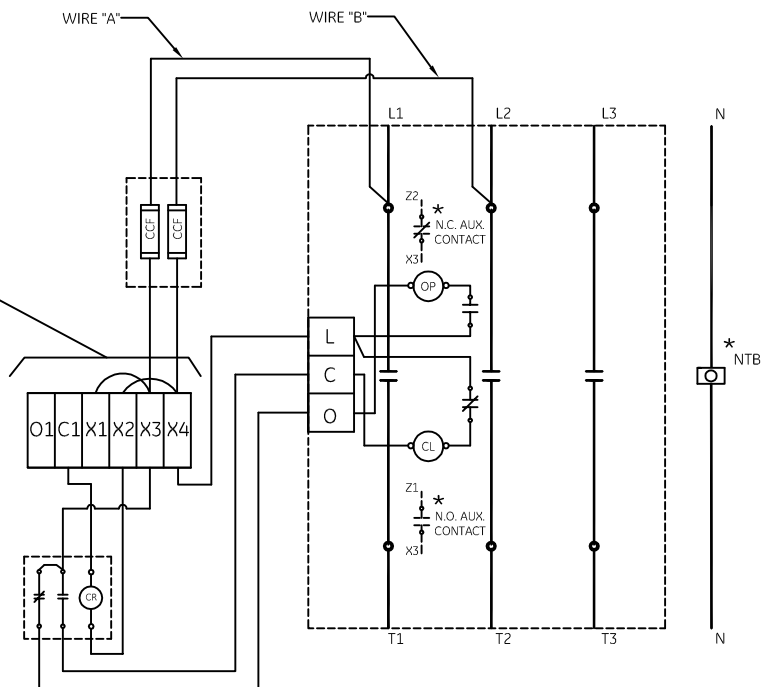 WIRE "A"
WIRE "B"
L1
L2
L3
N
CCF
CCF
Z2
*
N.C. AUX.
CONTACT
X3
OP
L
C
O
*
NTB
O1
C1
X1
X2
X3
X4
CL
Z1
*
N.O. AUX.
CONTACT
X3
CR
T1
T2
T3
N